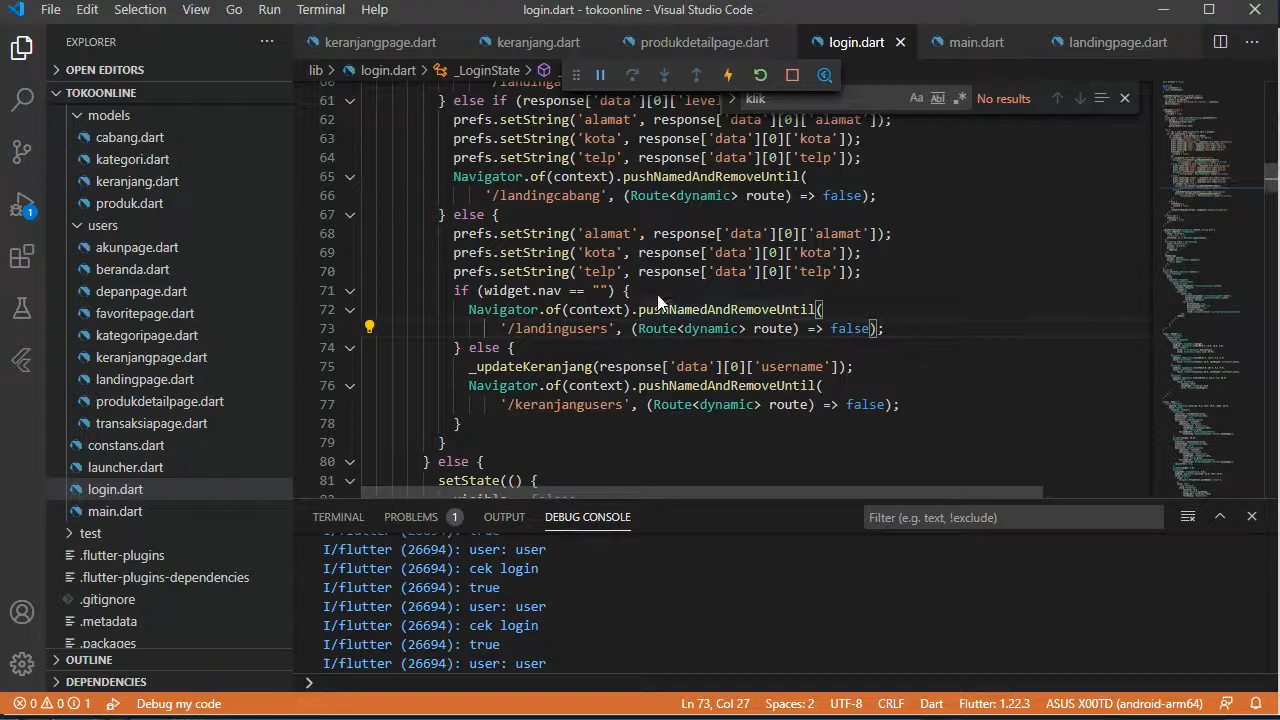 File Edit Selection View Go Run Terminal Help login.dart - tokoonline - Visual Studio Code
EXPLORER
OPEN EDITORS
TOKOONLINE
models
cabang.dart
kategori.dart
keranjang.dart
produk.dart
users
akunpage.dart
beranda.dart
depanpage.dart
favoritepage.dart
kategoripage.dart
keranjangpage.dart
landingpage.dart
produkdetailpage.dart
transaksiapage.dart
constans.dart
launcher.dart
login.dart
main.dart
test
.flutter-plugins
.flutter-plugins-dependencies
.gitignore
.metadata
.packages
OUTLINE
DEPENDENCIES
1
keranjangpage.dart keranjang.dart produkdetailpage.dart login.dart main.dart landingpage.dart
lib > login.dart > _LoginState >
klik Aa Abl .* No results
61 } else if (response['data'][0]['leve
62 prefs.setString('alamat', response['data'][0]['alamat']);
63 prefs.setString('kota', response['data'][0]['kota']);
64 prefs.setString('telp', response['data'][0]['telp']);
65 Navigator.of(context).pushNamedAndRemoveUntil(
66 '/landingcabang', (Route<dynamic> route) => false);
67 } else {
68 prefs.setString('alamat', response['data'][0]['alamat']);
69 prefs.setString('kota', response['data'][0]['kota']);
70 prefs.setString('telp', response['data'][0]['telp']);
71 if (widget.nav == "") {
72 Navigator.of(context).pushNamedAndRemoveUntil(
73 '/landingusers', (Route<dynamic> route) => false);
74 } else {
75 _updateKeranjang(response['data'][0]['username']);
76 Navigator.of(context).pushNamedAndRemoveUntil(
77 '/keranjangusers', (Route<dynamic> route) => false);
78 }
79 }
80 } else {
81 setState(() {
TERMINAL PROBLEMS 1 OUTPUT DEBUG CONSOLE Filter (e.g. text, !exclude)
I/flutter (26694): true
I/flutter (26694): user: user
I/flutter (26694): cek login
I/flutter (26694): true
I/flutter (26694): user: user
I/flutter (26694): cek login
I/flutter (26694): true
I/flutter (26694): user: user
0 0 1 Debug my code Ln 73, Col 27 Spaces: 2 UTF-8 CRLF Dart Flutter: 1.22.3 ASUS X00TD (android-arm64)